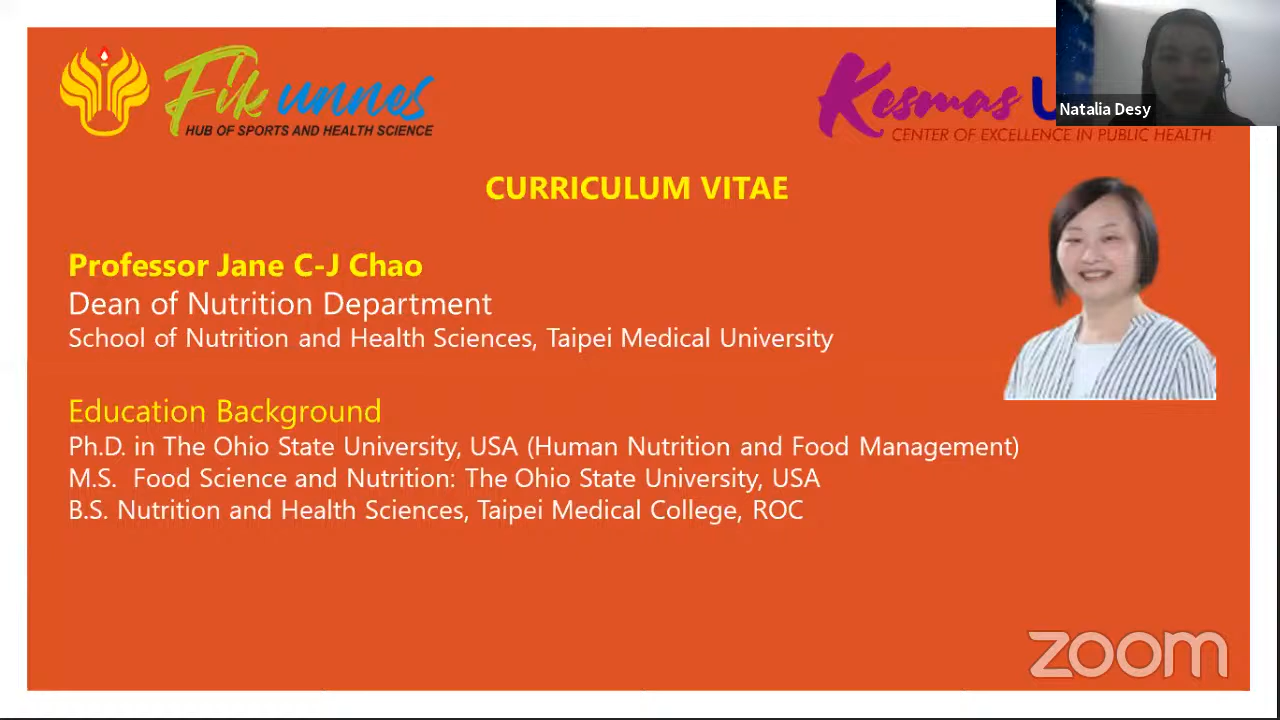 Fik unnes
HUB OF SPORTS AND HEALTH SCIENCE
Kesmas U
CENTER OF EXCELLENCE IN PUBLIC HEALTH
Natalia Desy
CURRICULUM VITAE
Professor Jane C-J Chao
Dean of Nutrition Department
School of Nutrition and Health Sciences, Taipei Medical University
Education Background
Ph.D. in The Ohio State University, USA (Human Nutrition and Food Management)
M.S. Food Science and Nutrition: The Ohio State University, USA
B.S. Nutrition and Health Sciences, Taipei Medical College, ROC
zoom